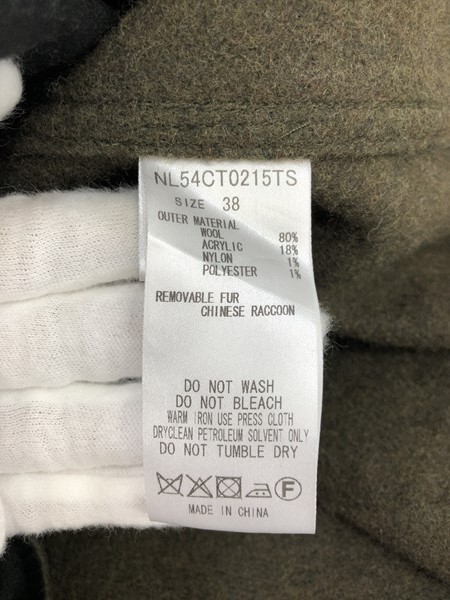 NL54CT0215TS
SIZE 38
OUTER MATERIAL
WOOL 80%
ACRYLIC 18%
NYLON 1%
POLYESTER 1%
REMOVABLE FUR
CHINESE RACCOON
DO NOT WASH
DO NOT BLEACH
WARM IRON USE PRESS CLOTH
DRYCLEAN PETROLEUM SOLVENT ONLY
DO NOT TUMBLE DRY
F
MADE IN CHINA